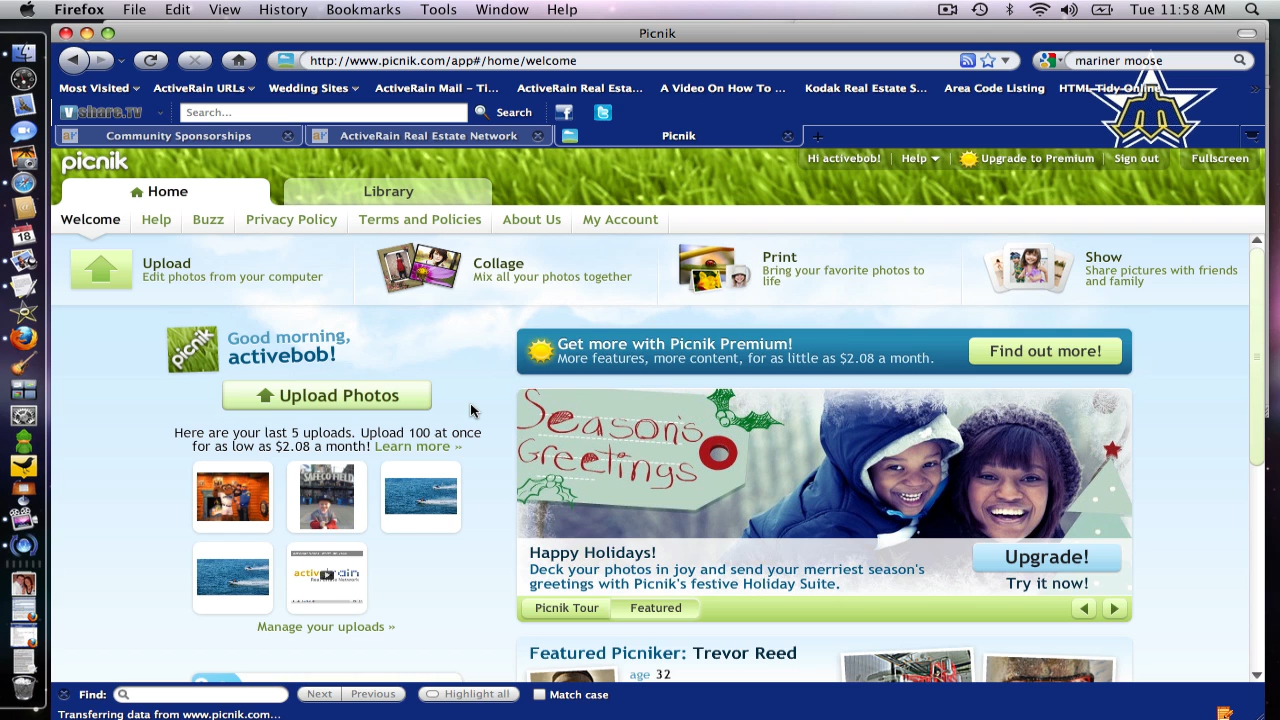 Firefox File Edit View History Bookmarks Tools Window Help Tue 11:58 AM
Picnik
http://www.picnik.com/app#/home/welcome mariner moose
Most Visited ActiveRain URLS Wedding Sites ActiveRain Mail – Ti... ActiveRain Real Esta... A Video On How To ... Kodak Real Estate S... Area Code Listing HTML Tidy Online
Vshare.tv Search... Search
aR Community Sponsorships aR ActiveRain Real Estate Network Picnik
picnik Hi activebob! Help Upgrade to Premium Sign out Fullscreen
Home Library
Welcome Help Buzz Privacy Policy Terms and Policies About Us My Account
Upload
Edit photos from your computer
Collage
Mix all your photos together
Print
Bring your favorite photos to
life
Show
Share pictures with friends
and family
18
picnik
Good morning,
activebob!
Upload Photos
Here are your last 5 uploads. Upload 100 at once
for as low as $2.08 a month! Learn more »
SAFECO FIELD
activerain
Manage your uploads »
Get more with Picnik Premium!
More features, more content, for as little as $2.08 a month.
Find out more!
Season's
Greetings
Happy Holidays!
Deck your photos in joy and send your merriest season's
greetings with Picnik's festive Holiday Suite.
Upgrade!
Try it now!
Picnik Tour Featured
Featured Picniker: Trevor Reed
age 32
Find: Next Previous Highlight all Match case
Transferring data from www.picnik.com...